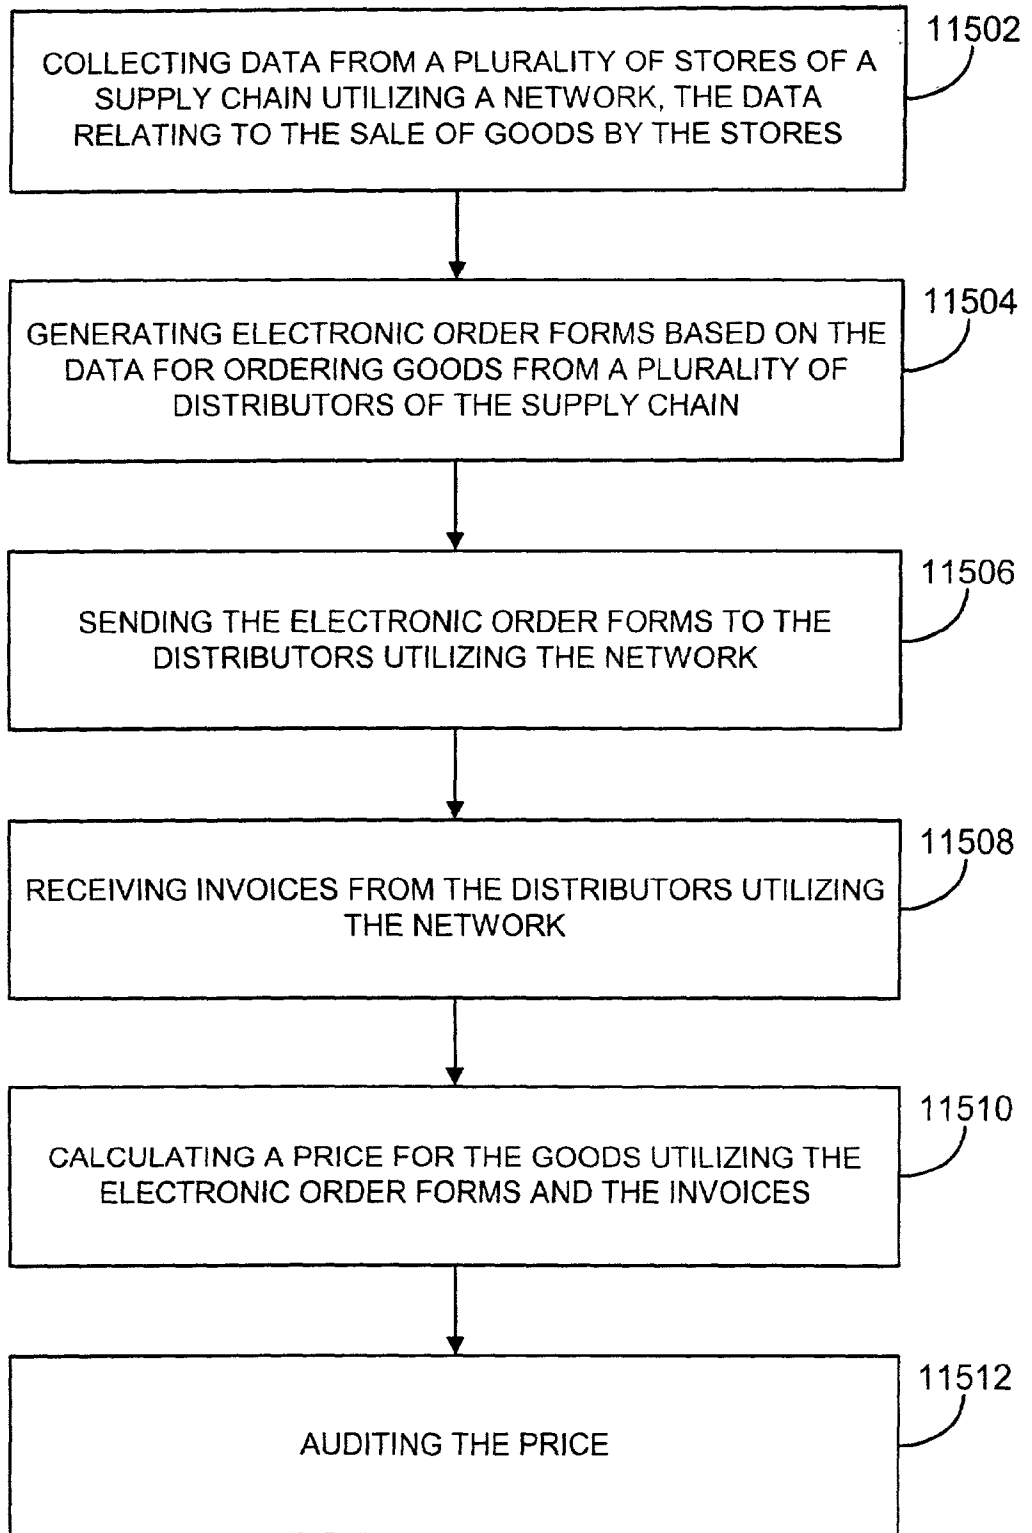 11502
COLLECTING DATA FROM A PLURALITY OF STORES OF A
SUPPLY CHAIN UTILIZING A NETWORK, THE DATA
RELATING TO THE SALE OF GOODS BY THE STORES
11504
GENERATING ELECTRONIC ORDER FORMS BASED ON THE
DATA FOR ORDERING GOODS FROM A PLURALITY OF
DISTRIBUTORS OF THE SUPPLY CHAIN
11506
SENDING THE ELECTRONIC ORDER FORMS TO THE
DISTRIBUTORS UTILIZING THE NETWORK
11508
RECEIVING INVOICES FROM THE DISTRIBUTORS UTILIZING
THE NETWORK
11510
CALCULATING A PRICE FOR THE GOODS UTILIZING THE
ELECTRONIC ORDER FORMS AND THE INVOICES
11512
AUDITING THE PRICE